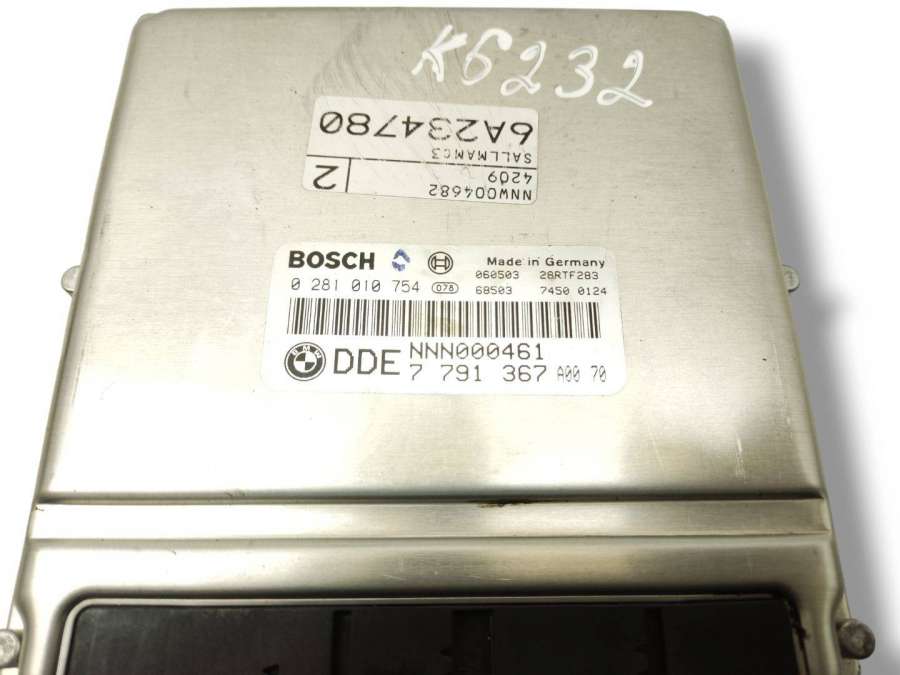 K6232
6A234780
SALLMAMC3
2
4209
NNW004682
BOSCH
Made in Germany
060503 28RTF283
0 281 010 754 078 68503 7450 0124
BMW
DDE NNN000461
7 791 367 A00 70